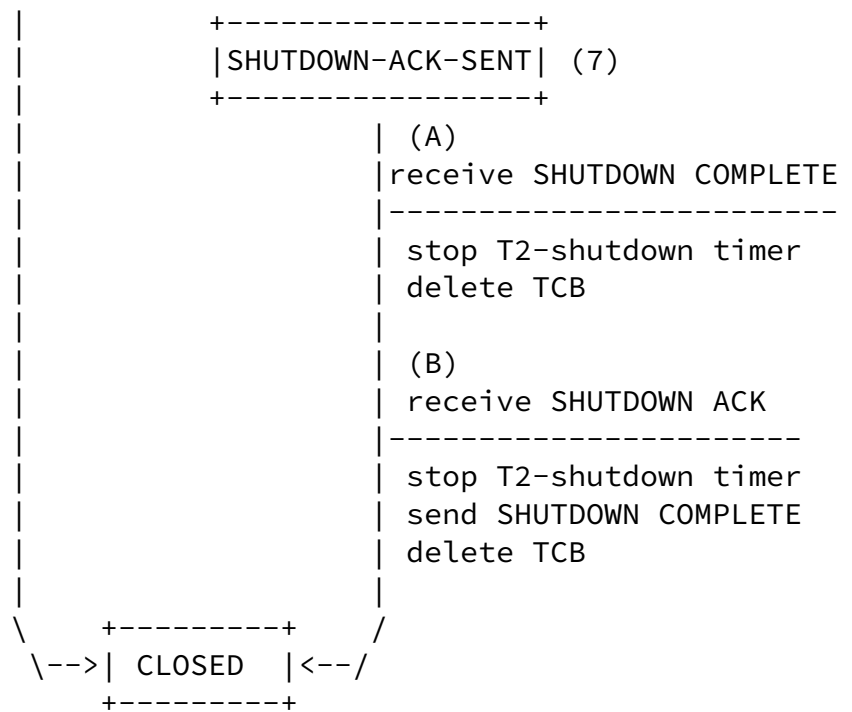 |          +-----------------+
|          |SHUTDOWN-ACK-SENT| (7)
|          +-----------------+
|                   | (A)
|                   |receive SHUTDOWN COMPLETE
|                   |-------------------------
|                   | stop T2-shutdown timer
|                   | delete TCB
|                   |
|                   | (B)
|                   | receive SHUTDOWN ACK
|                   |-----------------------
|                   | stop T2-shutdown timer
|                   | send SHUTDOWN COMPLETE
|                   | delete TCB
|                   |
\    +---------+    /
 \-->| CLOSED  |<--/
     +---------+